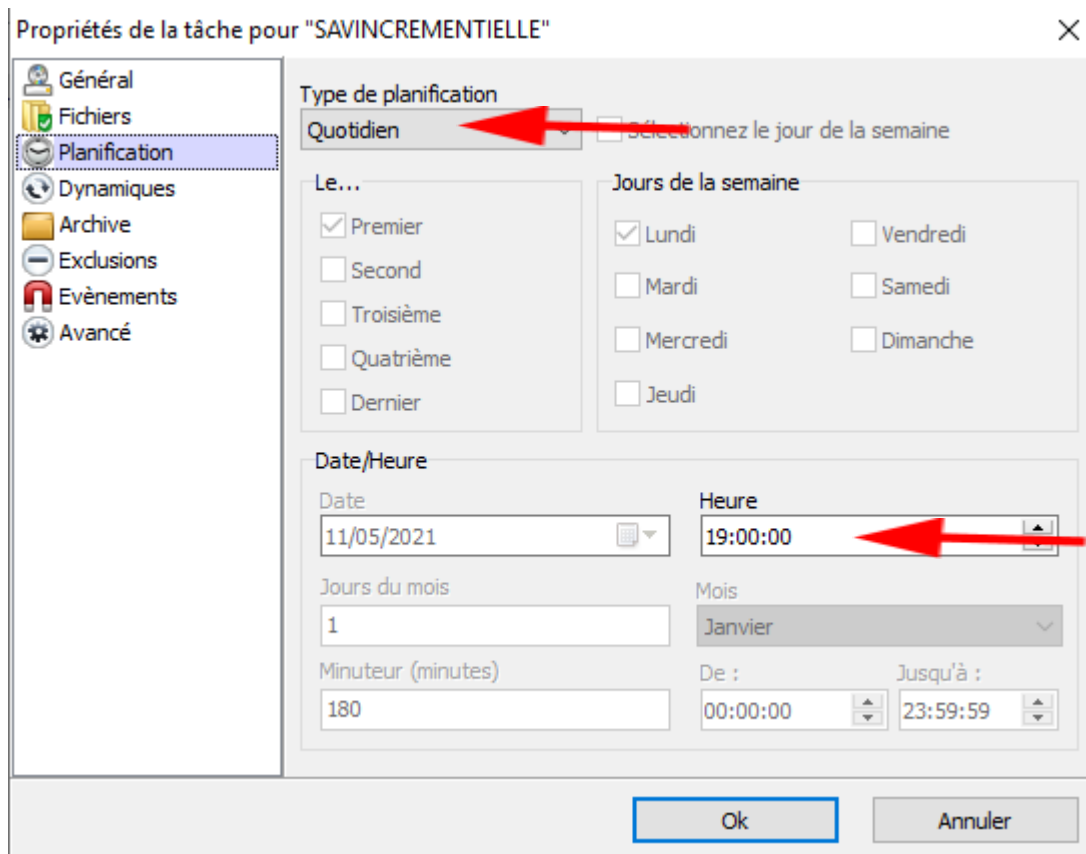 Propriétés de la tâche pour "SAVINCREMENTIELLE"
Général
Fichiers
Planification
Dynamiques
Archive
Exclusions
Evènements
Avancé
Type de planification
Quotidien
Sélectionnez le jour de la semaine
Le...
Premier
Second
Troisième
Quatrième
Dernier
Jours de la semaine
Lundi
Vendredi
Mardi
Samedi
Mercredi
Dimanche
Jeudi
Date/Heure
Date
Heure
11/05/2021
19:00:00
Jours du mois
Mois
1
Janvier
Minuteur (minutes)
De :
Jusqu'à :
180
00:00:00
23:59:59
Ok
Annuler